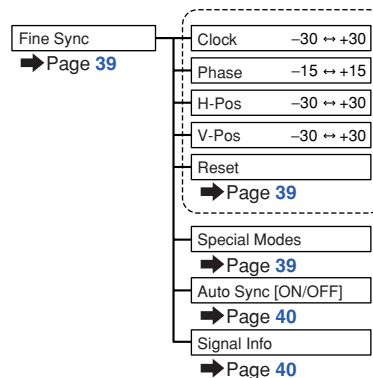 Fine Sync
➡Page 39
Clock −30 ↔ +30
Phase −15 ↔ +15
H-Pos −30 ↔ +30
V-Pos −30 ↔ +30
Reset
➡Page 39
Special Modes
➡Page 39
Auto Sync [ON/OFF]
➡Page 40
Signal Info
➡Page 40